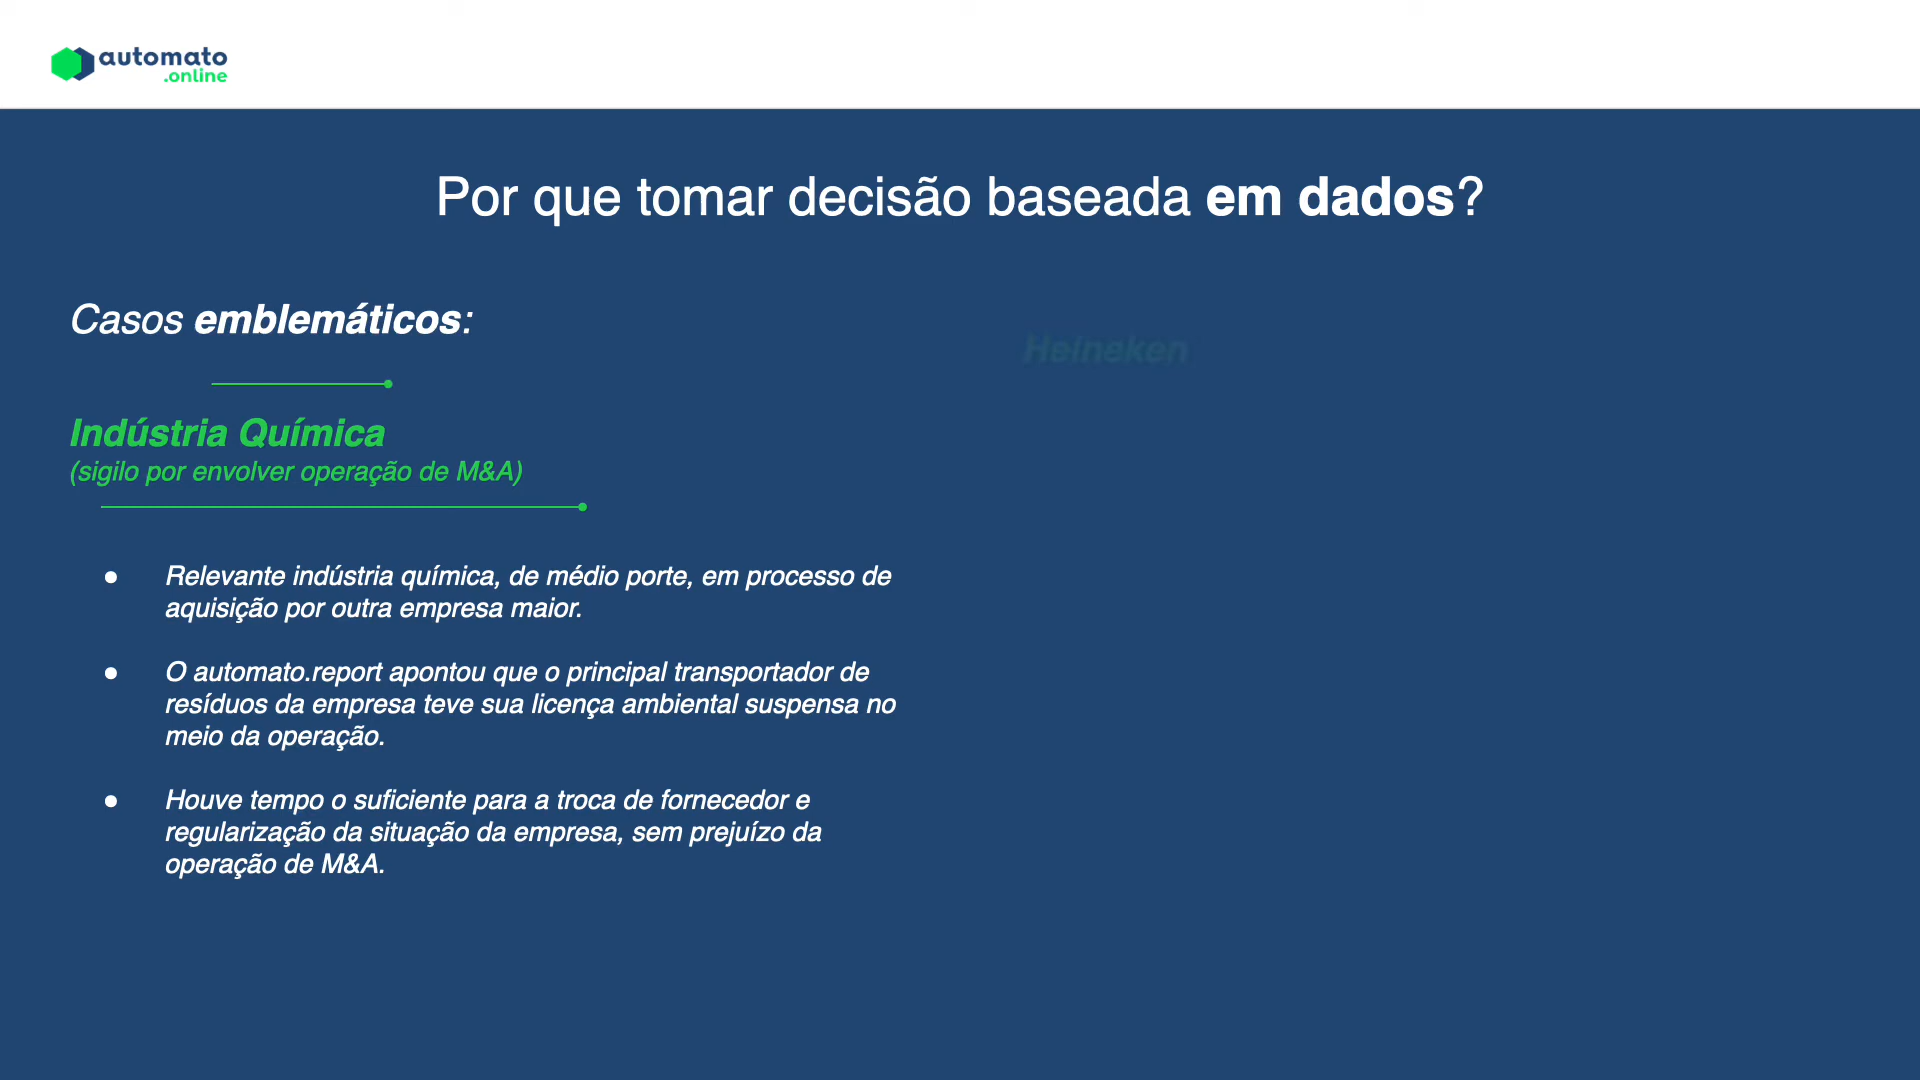 automato
.online
Por que tomar decisão baseada em dados?
Casos emblemáticos:
Heineken
Indústria Química
(sigilo por envolver operação de M&A)
● Relevante indústria química, de médio porte, em processo de
aquisição por outra empresa maior.
● O automato.report apontou que o principal transportador de
resíduos da empresa teve sua licença ambiental suspensa no
meio da operação.
● Houve tempo o suficiente para a troca de fornecedor e
regularização da situação da empresa, sem prejuízo da
operação de M&A.